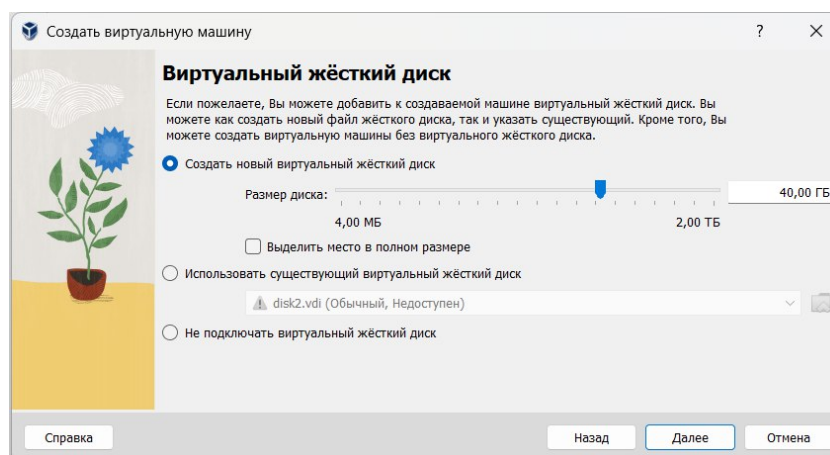 Создать виртуальную машину
?
Виртуальный жёсткий диск
Если пожелаете, Вы можете добавить к создаваемой машине виртуальный жёсткий диск. Вы
можете как создать новый файл жёсткого диска, так и указать существующий. Кроме того, Вы
можете создать виртуальную машины без виртуального жёсткого диска.
Создать новый виртуальный жёсткий диск
Размер диска:
40,00 ГБ
4,00 МБ 2,00 ТБ
Выделить место в полном размере
Использовать существующий виртуальный жёсткий диск
disk2.vdi (Обычный, Недоступен)
Не подключать виртуальный жёсткий диск
Справка Назад Далее Отмена